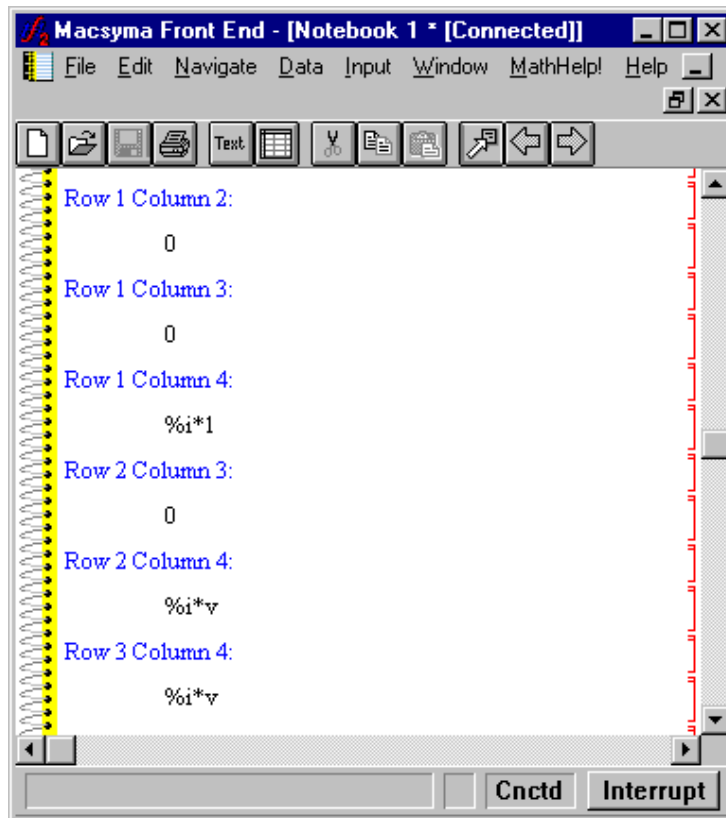 Macsyma Front End - [Notebook 1 * [Connected]]
File Edit Navigate Data Input Window MathHelp! Help
Text
Row 1 Column 2:
0
Row 1 Column 3:
0
Row 1 Column 4:
%i*1
Row 2 Column 3:
0
Row 2 Column 4:
%i*v
Row 3 Column 4:
%i*v
Cnctd Interrupt